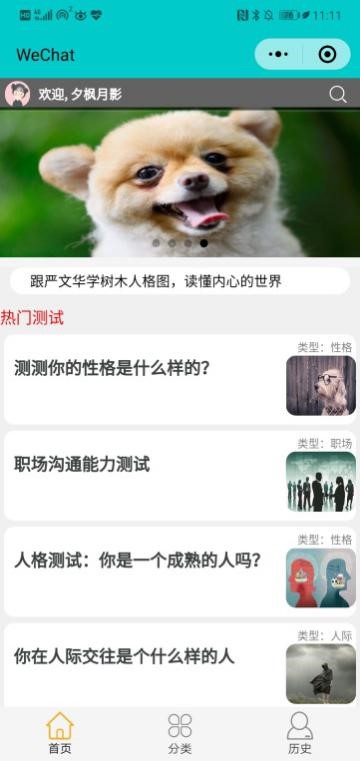 11:11
WeChat
欢迎, 夕枫月影
跟严文华学树木人格图，读懂内心的世界
热门测试
类型：性格
测测你的性格是什么样的?
类型：职场
职场沟通能力测试
类型：性格
人格测试：你是一个成熟的人吗?
类型：人际
你在人际交往是个什么样的人
首页
分类
历史